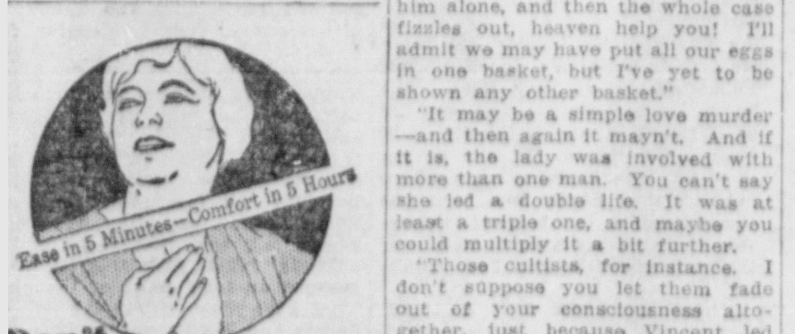 Ease in 5 Minutes—Comfort in 5 Hours
him alone, and then the whole case
fizzles out, heaven help you! I'll
admit we may have put all our eggs
in one basket, but I've yet to be
shown any other basket."
"It may be a simple love murder
—and then again it mayn't. And if
it is, the lady was involved with
more than one man. You can't say
she led a double life. It was at
least a triple one, and maybe you
could multiply it a bit further.
"Those cultists, for instance. I
don't suppose you let them fade
out of your consciousness alto-
gether, just because Vincent led